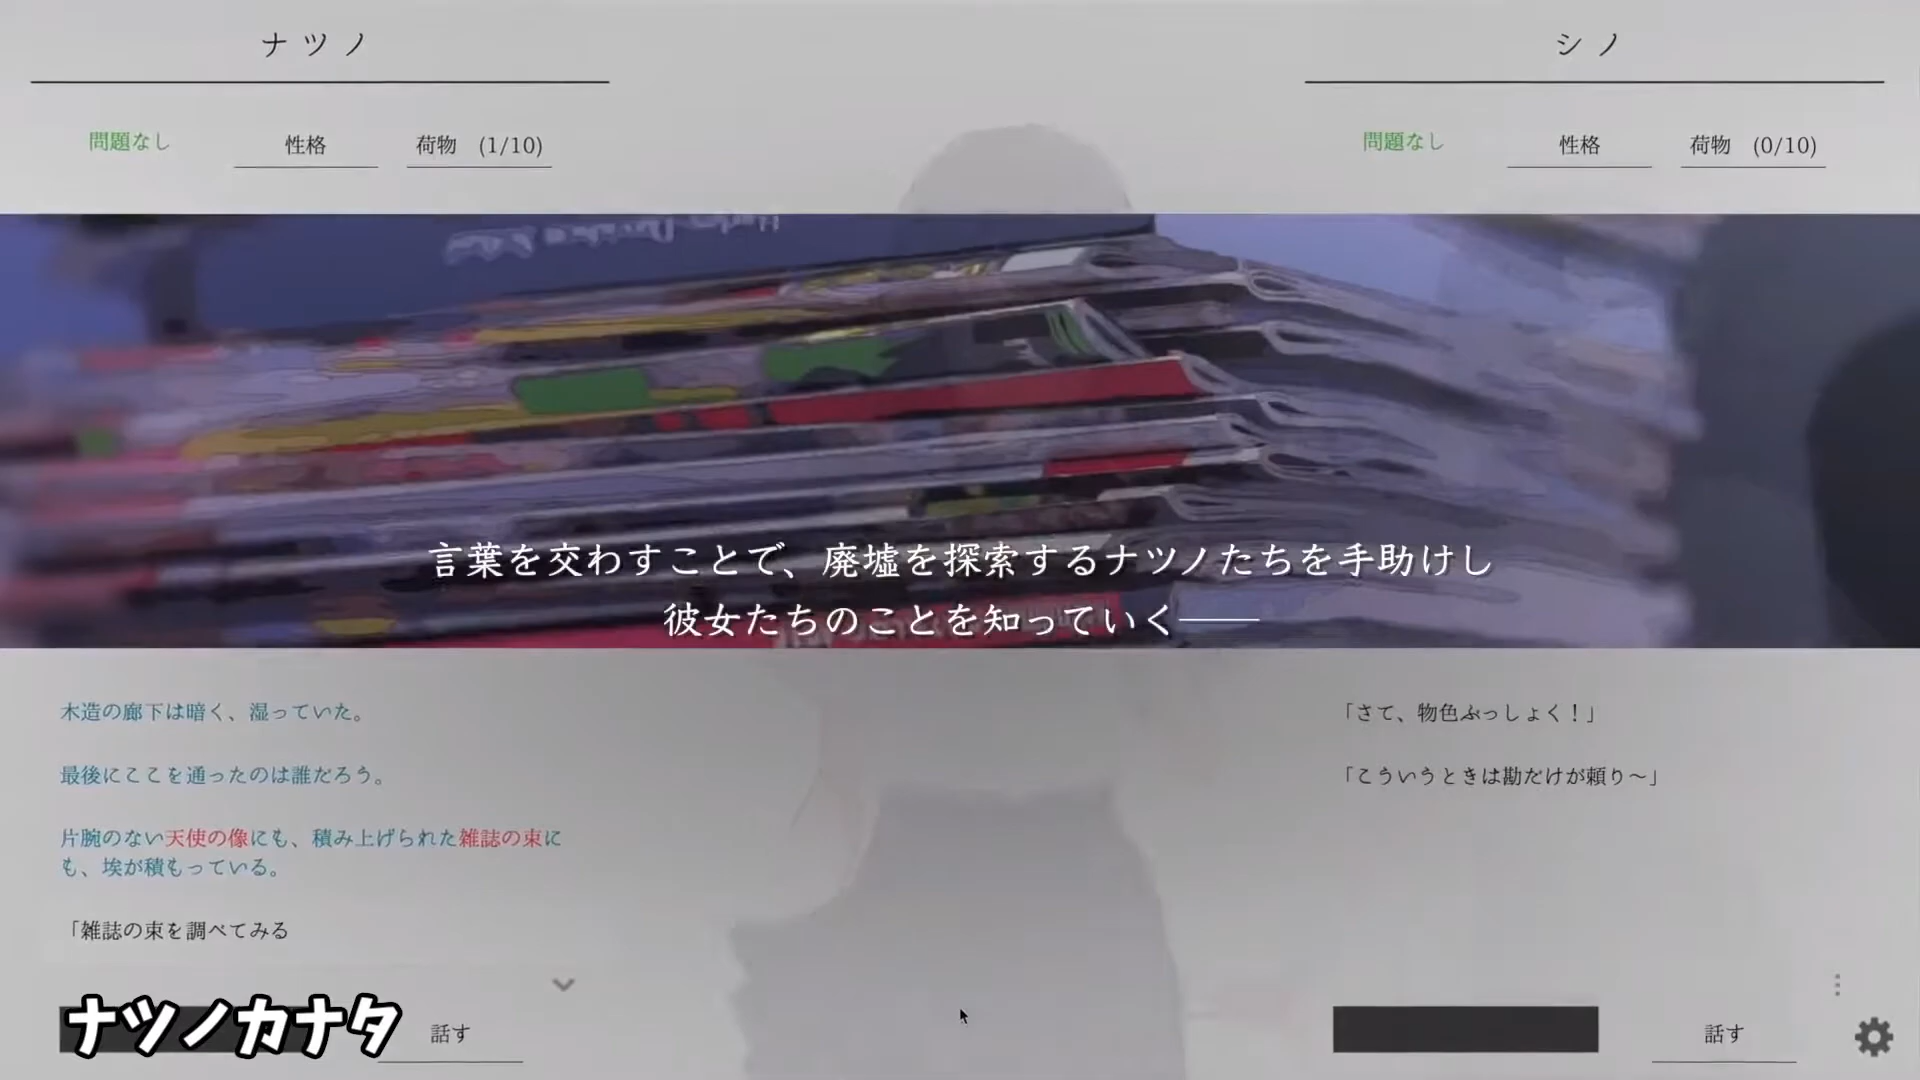 ナツノ
シノ
問題なし
性格
荷物 (1/10)
問題なし
性格
荷物 (0/10)
言葉を交わすことで、廃墟を探索するナツノたちを手助けし
彼女たちのことを知っていく――
木造の廊下は暗く、湿っていた。
最後にここを通ったのは誰だろう。
片腕のない天使の像にも、積み上げられた雑誌の束に
も、埃が積もっている。
「雑誌の束を調べてみる
「さて、物色ぶっしょく！」
「こういうときは勘だけが頼り～」
ナツノカナタ
話す
話す